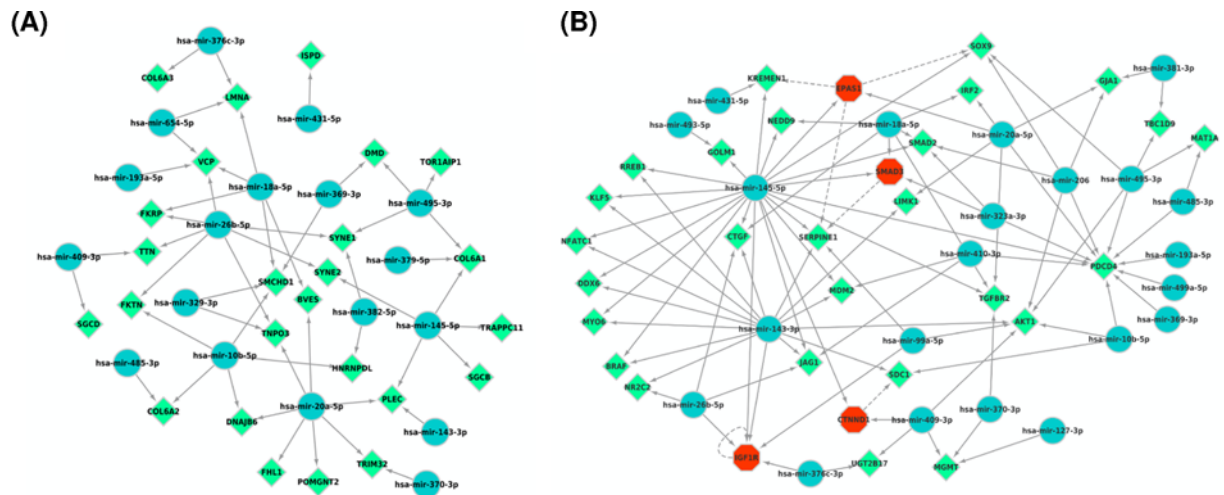 (A)
hsa-mir-376c-3p
ISPD
COL6A3
LMNA
hsa-mir-654-5p
hsa-mir-431-5p
DMD
TOR1AIP1
VCP
hsa-mir-193a-5p
hsa-mir-18a-5p
hsa-mir-369-3p
hsa-mir-495-3p
FKRP
hsa-mir-26b-5p
SYNE1
TTN
hsa-mir-409-3p
hsa-mir-379-5p
COL6A1
SYNE2
SMCHD1
FKTN
hsa-mir-329-3p
BVES
hsa-mir-382-5p
SGCD
TNPO3
hsa-mir-145-5p
TRAPPC11
hsa-mir-485-3p
hsa-mir-10b-5p
HNRNPDL
SGCB
COL6A2
DNAJB6
hsa-mir-20a-5p
PLEC
hsa-mir-143-3p
FHL1
POMGNT2
TRIM32
hsa-mir-370-3p
(B)
SOX9
KREMEN1
EPAS1
IRF2
GJA1
hsa-mir-381-3p
hsa-mir-431-5p
hsa-mir-493-5p
NEDD9
hsa-mir-18a-5p
hsa-mir-20a-5p
TBC1D9
MAT1A
GOLM1
SMAD2
RREB1
hsa-mir-145-5p
SMAD3
hsa-mir-206
hsa-mir-495-3p
KLF5
LIMK1
hsa-mir-485-3p
hsa-mir-323a-3p
NFATC1
CTGF
SERPINE1
hsa-mir-410-3p
hsa-mir-193a-5p
PDCD4
DDX6
MDM2
TGFBR2
hsa-mir-499a-5p
MYO6
hsa-mir-143-3p
AKT1
hsa-mir-369-3p
hsa-mir-99a-5p
hsa-mir-10b-5p
BRAF
JAG1
SDC1
NR2C2
hsa-mir-26b-5p
CTNND1
hsa-mir-409-3p
hsa-mir-370-3p
hsa-mir-127-3p
IGF1R
hsa-mir-376c-3p
UGT2B17
MGMT